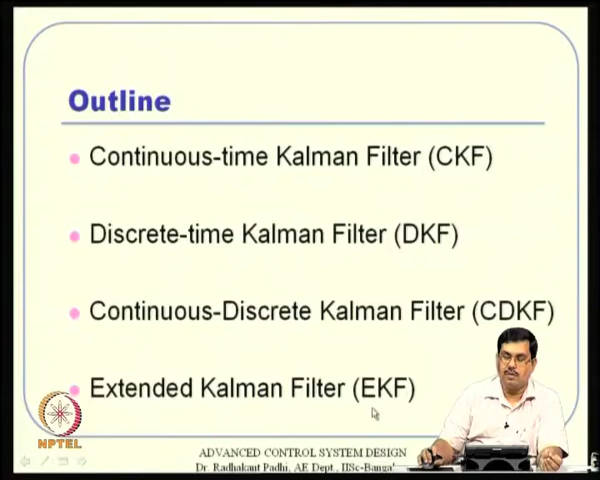 Outline
Continuous-time Kalman Filter (CKF)
Discrete-time Kalman Filter (DKF)
Continuous-Discrete Kalman Filter (CDKF)
Extended Kalman Filter (EKF)
NPTEL
ADVANCED CONTROL SYSTEM DESIGN
Dr. Radhakant Padhi, AE Dept., IISc-Banga